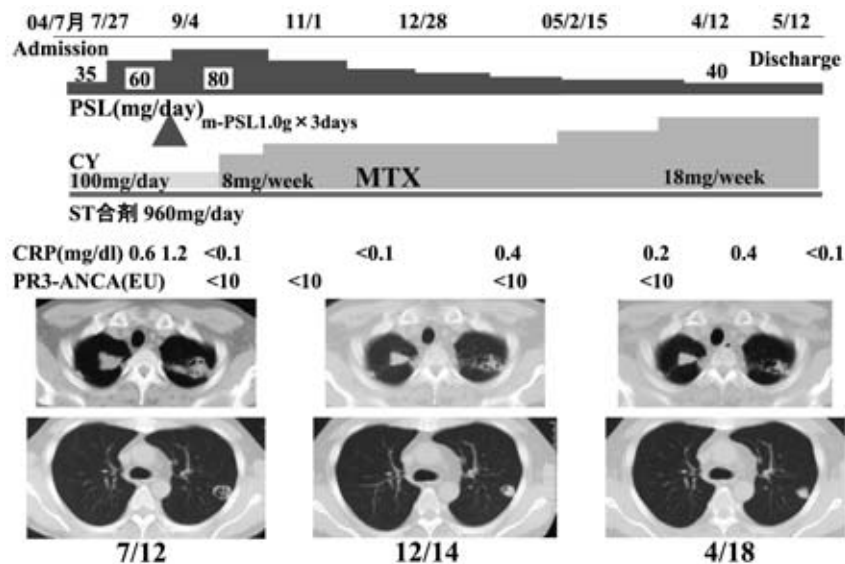 04/7月 7/27 9/4 11/1 12/28 05/2/15 4/12 5/12
Admission Discharge
35 60 80 40
PSL(mg/day)
m-PSL1.0g×3days
CY
100mg/day 8mg/week MTX 18mg/week
ST合剤 960mg/day
CRP(mg/dl) 0.6 1.2 <0.1 <0.1 0.4 0.2 0.4 <0.1
PR3-ANCA(EU) <10 <10 <10 <10
7/12 12/14 4/18